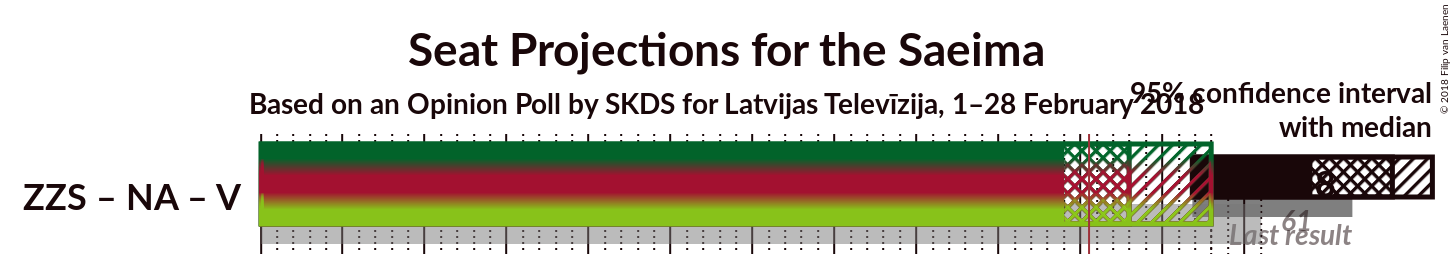 Seat Projections for the Saeima
Based on an Opinion Poll by SKDS for Latvijas Televīzija, 1–28 February 2018
95% confidence interval
with median
ZZS – NA – V
61
Last result
© 2018 Filip van Laenen